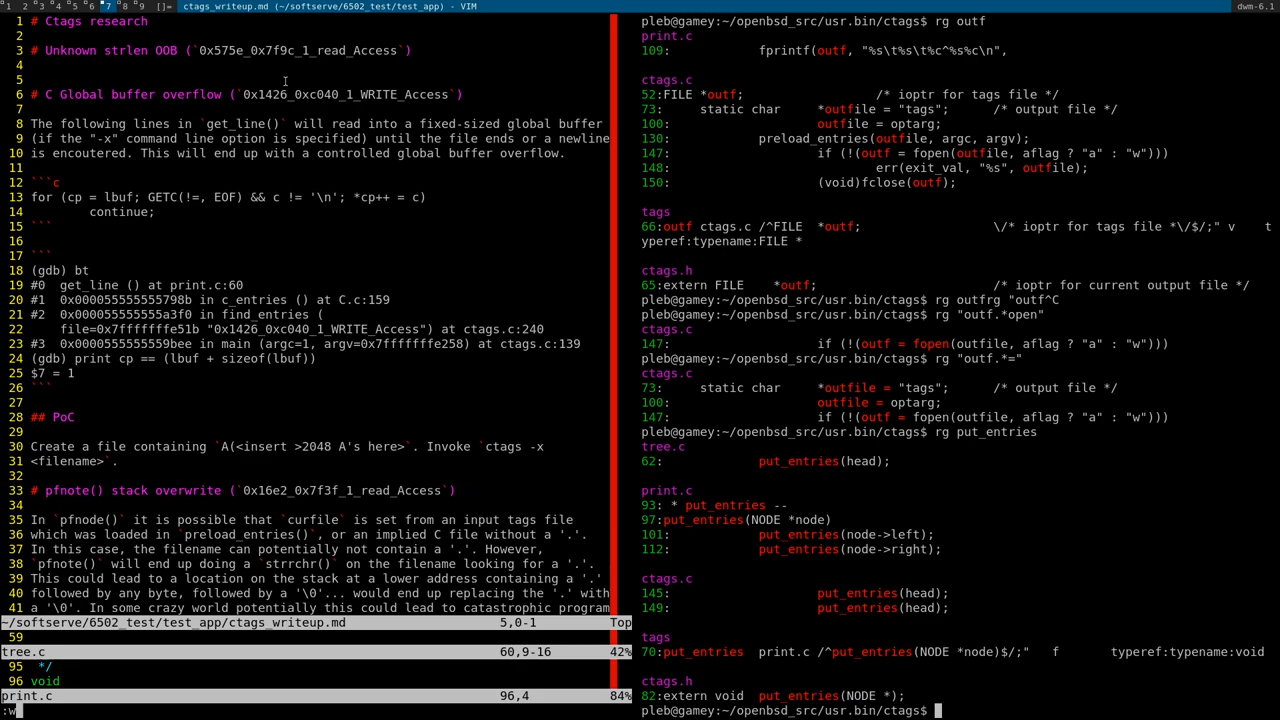 1 2 3 4 5 6 7 8 9 []= ctags_writeup.md (~/softserve/6502_test/test_app) - VIM dwm-6.1
1 # Ctags research
2
3 # Unknown strlen OOB (`0x575e_0x7f9c_1_read_Access`)
4
5
6 # C Global buffer overflow (`0x1426_0xc040_1_WRITE_Access`)
7
8 The following lines in `get_line()` will read into a fixed-sized global buffer
9 (if the "-x" command line option is specified) until the file ends or a newline
10 is encoutered. This will end up with a controlled global buffer overflow.
11
12 ```c
13 for (cp = lbuf; GETC(!=, EOF) && c != '\n'; *cp++ = c)
14         continue;
15 ```
16
17 ```
18 (gdb) bt
19 #0  get_line () at print.c:60
20 #1  0x000055555555798b in c_entries () at C.c:159
21 #2  0x000055555555a3f0 in find_entries (
22     file=0x7fffffffe51b "0x1426_0xc040_1_WRITE_Access") at ctags.c:240
23 #3  0x0000555555559bee in main (argc=1, argv=0x7fffffffe258) at ctags.c:139
24 (gdb) print cp == (lbuf + sizeof(lbuf))
25 $7 = 1
26 ```
27
28 ## PoC
29
30 Create a file containing `A(<insert >2048 A's here>`. Invoke `ctags -x
31 <filename>`.
32
33 # pfnote() stack overwrite (`0x16e2_0x7f3f_1_read_Access`)
34
35 In `pfnode()` it is possible that `curfile` is set from an input tags file
36 which was loaded in `preload_entries()`, or an implied C file without a '.'.
37 In this case, the filename can potentially not contain a '.'. However,
38 `pfnote()` will end up doing a `strrchr()` on the filename looking for a '.'.
39 This could lead to a location on the stack at a lower address containing a '.'
40 followed by any byte, followed by a '\0'... would end up replacing the '.' with
41 a '\0'. In some crazy world potentially this could lead to catastrophic program
~/softserve/6502_test/test_app/ctags_writeup.md 5,0-1 Top
59
tree.c 60,9-16 42%
95  */
96 void
print.c 96,4 84%
:w
pleb@gamey:~/openbsd_src/usr.bin/ctags$ rg outf
print.c
109:            fprintf(outf, "%s\t%s\t%c^%s%c\n",

ctags.c
52:FILE *outf;                  /* ioptr for tags file */
73:     static char     *outfile = "tags";      /* output file */
100:                    outfile = optarg;
130:            preload_entries(outfile, argc, argv);
147:                    if (!(outf = fopen(outfile, aflag ? "a" : "w")))
148:                            err(exit_val, "%s", outfile);
150:                    (void)fclose(outf);

tags
66:outf ctags.c /^FILE  *outf;           \/* ioptr for tags file *\/$/;" v    t
yperef:typename:FILE *

ctags.h
65:extern FILE    *outf;          /* ioptr for current output file */
pleb@gamey:~/openbsd_src/usr.bin/ctags$ rg outfrg "outf^C
pleb@gamey:~/openbsd_src/usr.bin/ctags$ rg "outf.*open"
ctags.c
147:                    if (!(outf = fopen(outfile, aflag ? "a" : "w")))
pleb@gamey:~/openbsd_src/usr.bin/ctags$ rg "outf.*="
ctags.c
73:     static char     *outfile = "tags";      /* output file */
100:                    outfile = optarg;
147:                    if (!(outf = fopen(outfile, aflag ? "a" : "w")))
pleb@gamey:~/openbsd_src/usr.bin/ctags$ rg put_entries
tree.c
62:             put_entries(head);

print.c
93: * put_entries --
97:put_entries(NODE *node)
101:            put_entries(node->left);
112:            put_entries(node->right);

ctags.c
145:                    put_entries(head);
149:                    put_entries(head);

tags
70:put_entries  print.c /^put_entries(NODE *node)$/;"   f       typeref:typename:void

ctags.h
82:extern void  put_entries(NODE *);
pleb@gamey:~/openbsd_src/usr.bin/ctags$